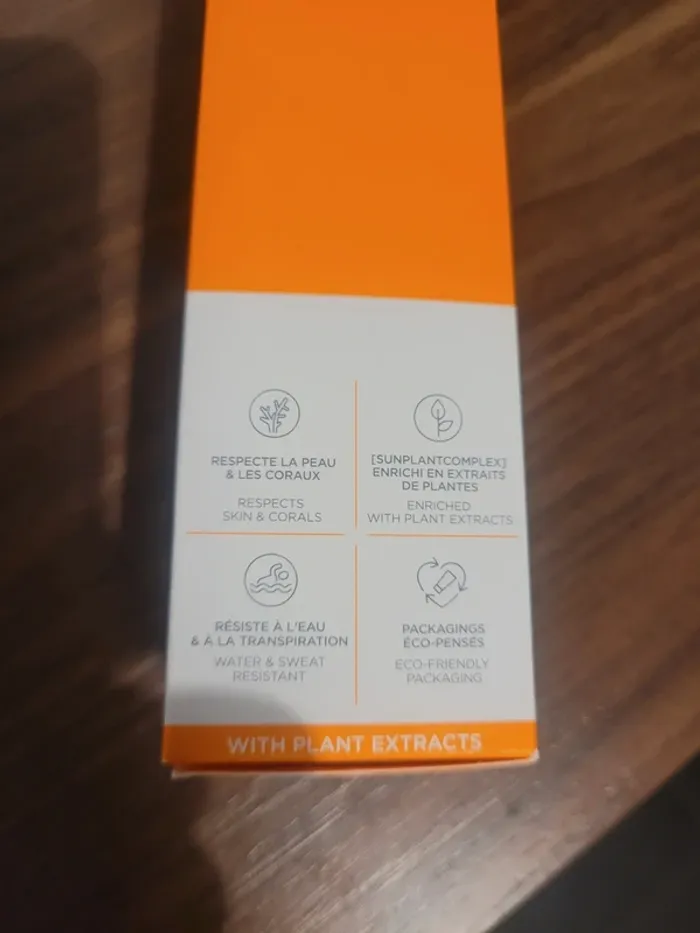 RESPECTE LA PEAU
& LES CORAUX
RESPECTS
SKIN & CORALS
[SUNPLANTCOMPLEX]
ENRICHI EN EXTRAITS
DE PLANTES
ENRICHED
WITH PLANT EXTRACTS
RÉSISTE À L'EAU
& À LA TRANSPIRATION
WATER & SWEAT
RESISTANT
PACKAGINGS
ÉCO-PENSÉS
ECO-FRIENDLY
PACKAGING
WITH PLANT EXTRACTS